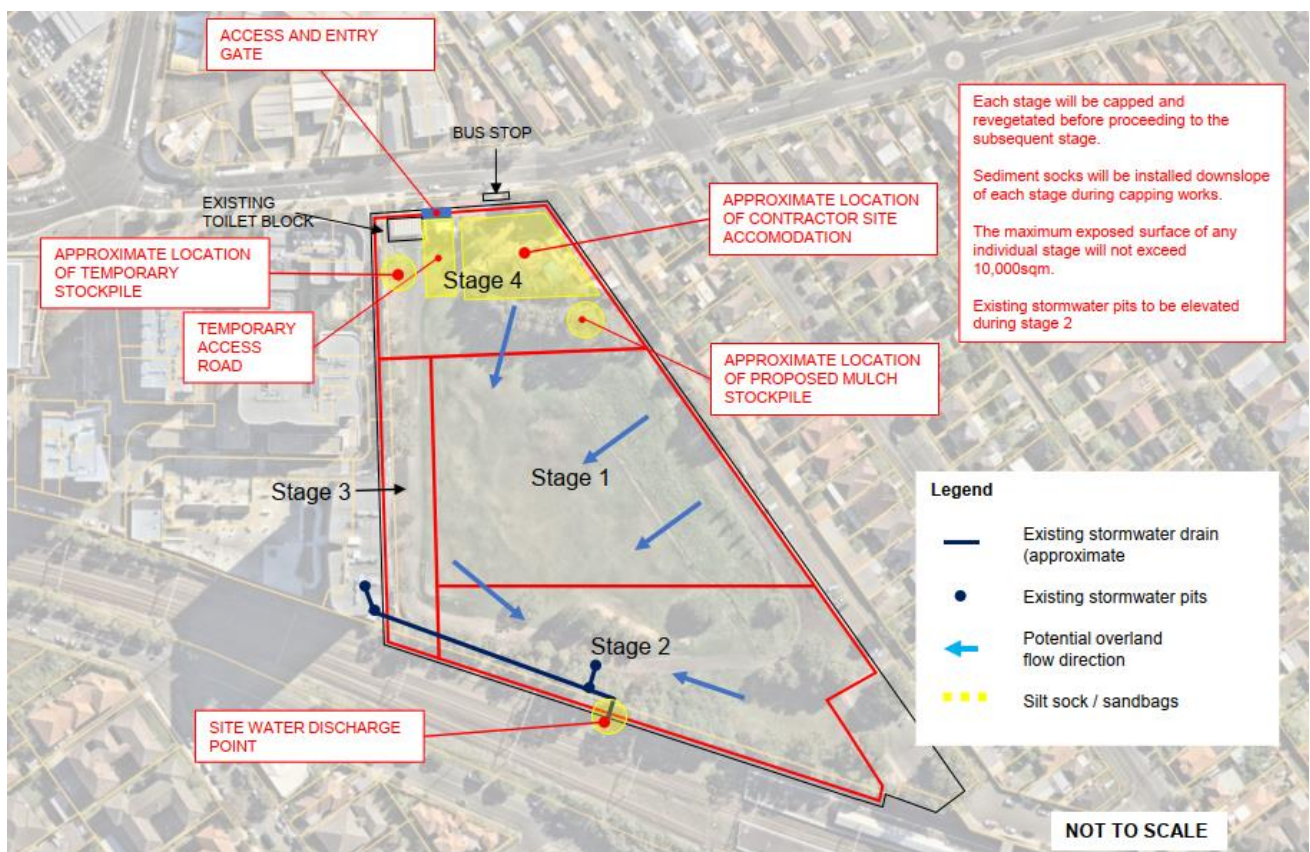 ACCESS AND ENTRY
GATE
BUS STOP
EXISTING
TOILET BLOCK
APPROXIMATE LOCATION
OF TEMPORARY
STOCKPILE
TEMPORARY
ACCESS
ROAD
Stage 4
APPROXIMATE LOCATION
OF CONTRACTOR SITE
ACCOMODATION
APPROXIMATE LOCATION
OF PROPOSED MULCH
STOCKPILE
Each stage will be capped and
revegetated before proceeding to the
subsequent stage.
Sediment socks will be installed downslope
of each stage during capping works.
The maximum exposed surface of any
individual stage will not exceed
10,000sqm.
Existing stormwater pits to be elevated
during stage 2
Stage 1
Stage 3
Stage 2
SITE WATER DISCHARGE
POINT
Legend
Existing stormwater drain
(approximate
Existing stormwater pits
Potential overland
flow direction
Silt sock / sandbags
NOT TO SCALE